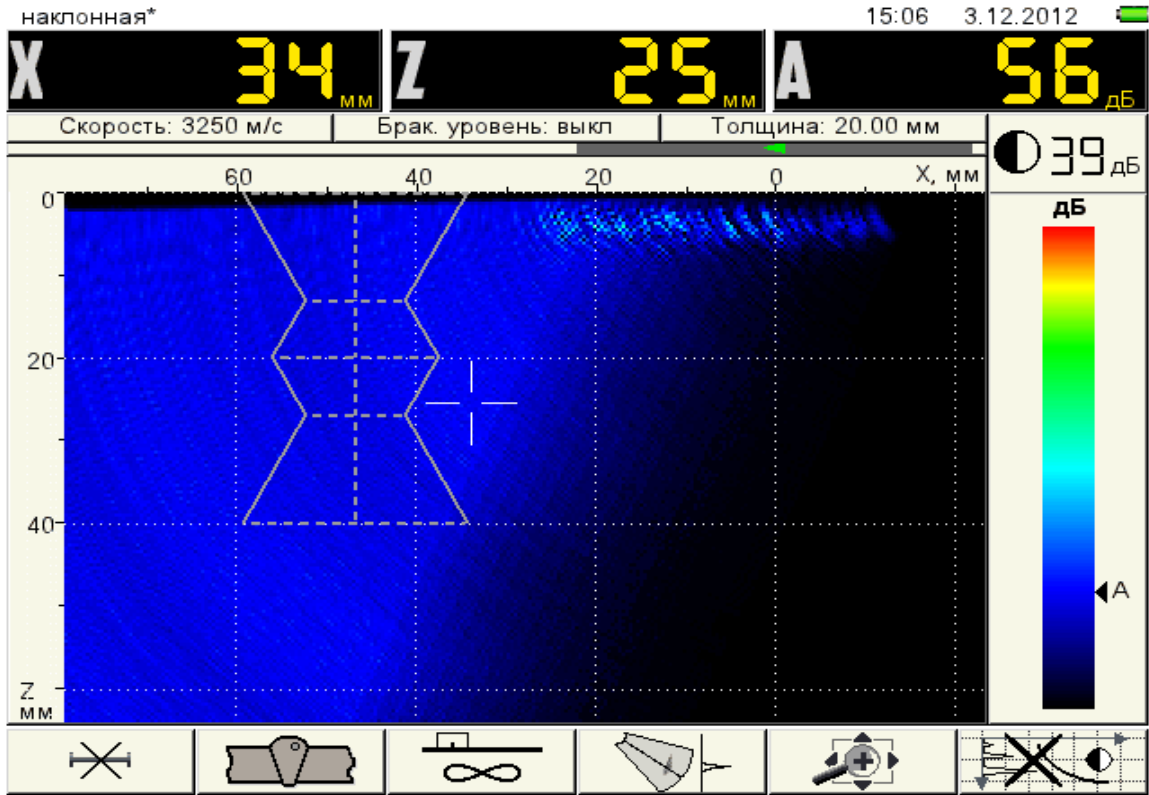 наклонная* 15:06 3.12.2012
X 34 мм Z 25 мм A 56 дБ
Скорость: 3250 м/с Брак. уровень: выкл Толщина: 20.00 мм
39 дБ
60 40 20 0 X, мм
0
дБ
20
40
A
Z
мм